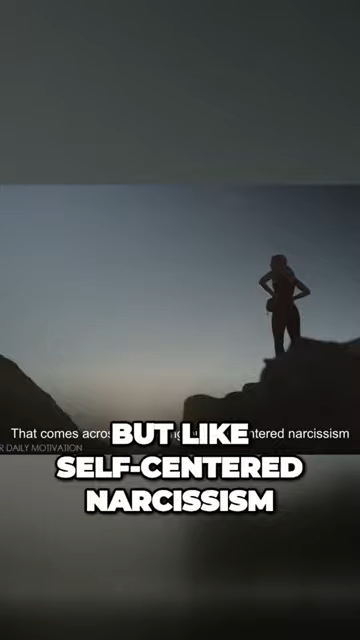 That comes acros ntered narcissism
R DAILY MOTIVATION
BUT LIKE
SELF-CENTERED
NARCISSISM